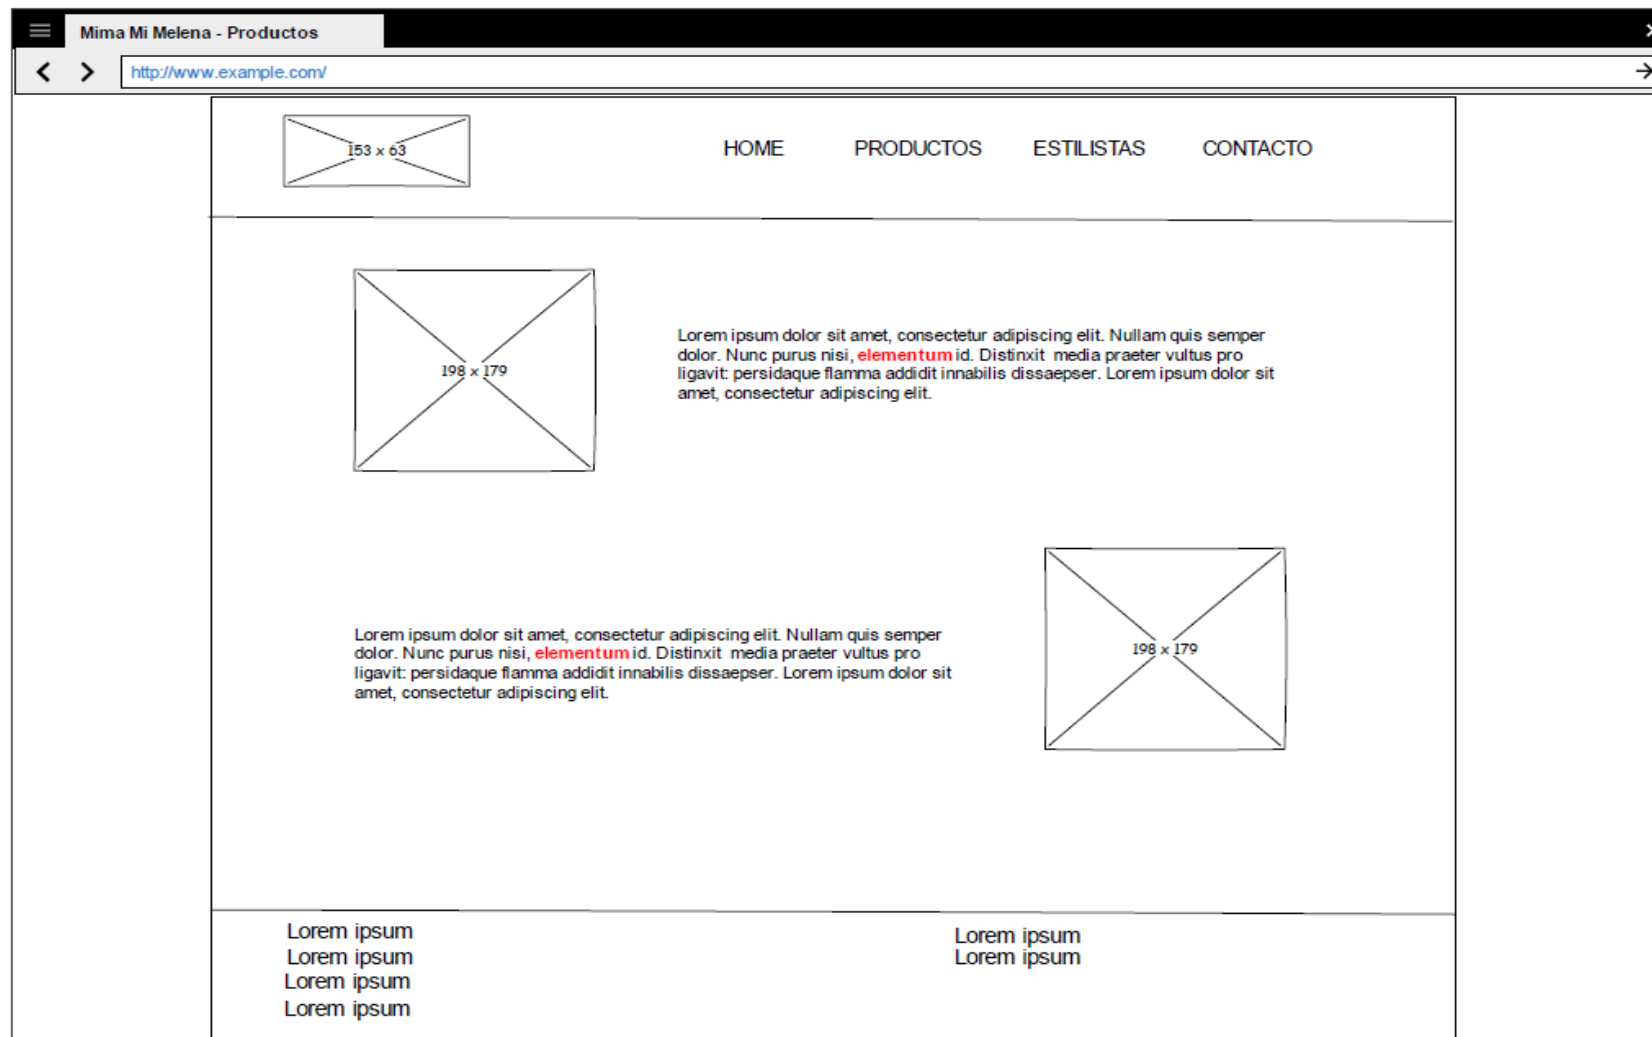 Mima Mi Melena - Productos
http://www.example.com/
153 x 63
HOME PRODUCTOS ESTILISTAS CONTACTO
198 x 179
Lorem ipsum dolor sit amet, consectetur adipiscing elit. Nullam quis semper
dolor. Nunc purus nisi, elementum id. Distinxit media praeter vultus pro
ligavit: persidaque flamma addidit innabilis dissaepser. Lorem ipsum dolor sit
amet, consectetur adipiscing elit.
Lorem ipsum dolor sit amet, consectetur adipiscing elit. Nullam quis semper
dolor. Nunc purus nisi, elementum id. Distinxit media praeter vultus pro
ligavit: persidaque flamma addidit innabilis dissaepser. Lorem ipsum dolor sit
amet, consectetur adipiscing elit.
198 x 179
Lorem ipsum
Lorem ipsum
Lorem ipsum
Lorem ipsum
Lorem ipsum
Lorem ipsum